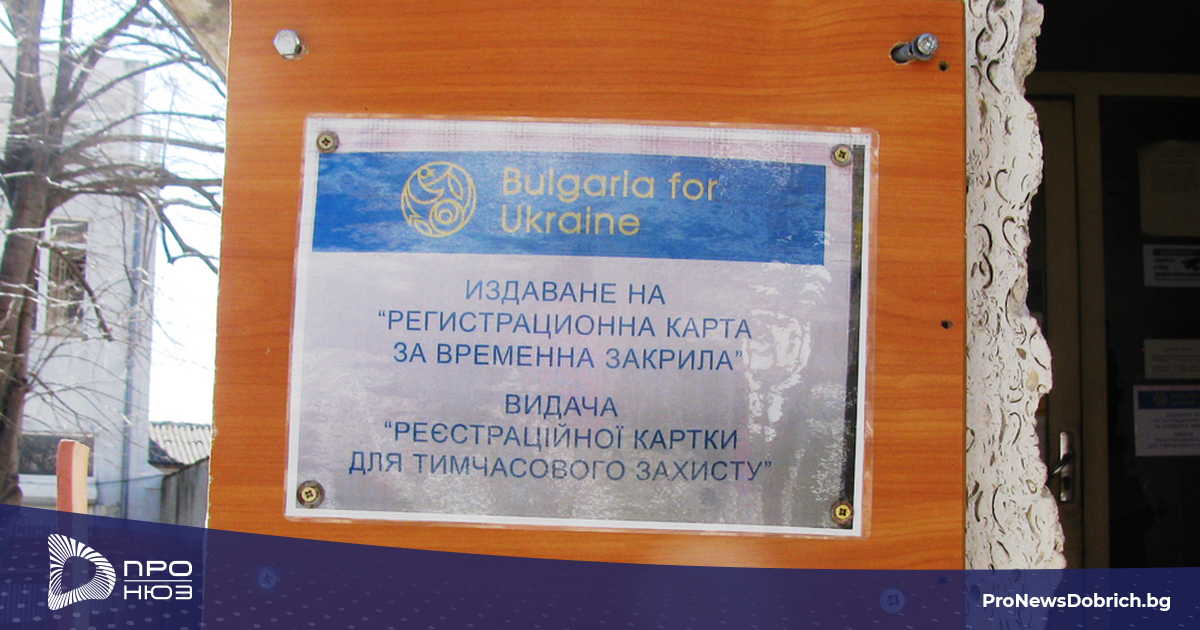 Bulgaria for
Ukraine
ИЗДАВАНЕ НА
“РЕГИСТРАЦИОННА КАРТА
ЗА ВРЕМЕННА ЗАКРИЛА”
ВИДАЧА
“РЕЄСТРАЦІЙНОЇ КАРТКИ
ДЛЯ ТИМЧАСОВОГО ЗАХИСТУ”
ПРО
НЮЗ
ProNewsDobrich.bg